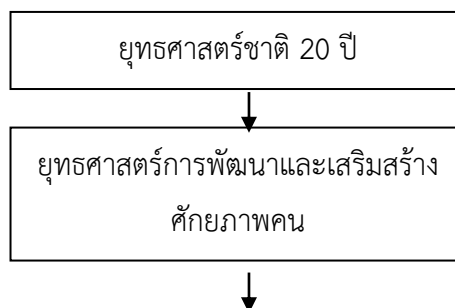 ยุทธศาสตร์ชาติ 20 ปี
ยุทธศาสตร์การพัฒนาและเสริมสร้าง
ศักยภาพคน